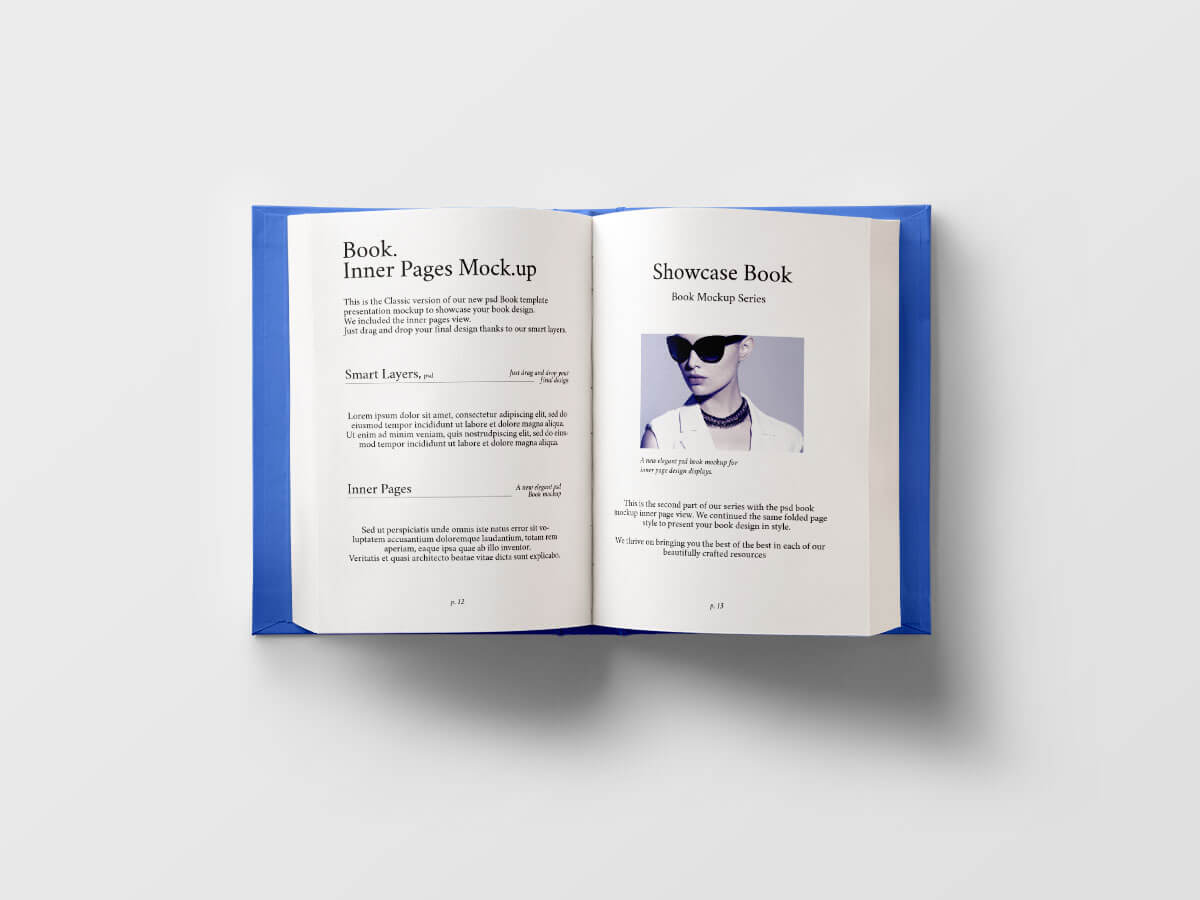 Book.
Inner Pages Mock.up
This is the Classic version of our new psd Book template
presentation mockup to showcase your book design.
We included the inner pages view.
Just drag and drop your final design thanks to our smart layers.
Smart Layers, psd
Just drag and drop your
final design
Lorem ipsum dolor sit amet, consectetur adipiscing elit, sed do
eiusmod tempor incididunt ut labore et dolore magna aliqua.
Ut enim ad minim veniam, quis nostrudpiscing elit, sed do eius-
mod tempor incididunt ut labore et dolore magna aliqua.
Inner Pages
A new elegant psd
Book mockup
Sed ut perspiciatis unde omnis iste natus error sit vo-
luptatem accusantium doloremque laudantium, totam rem
aperiam, eaque ipsa quae ab illo inventor.
Veritatis et quasi architecto beatae vitae dicta sunt explicabo.
p. 12
Showcase Book
Book Mockup Series
A new elegant psd book mockup for
inner page design displays.
This is the second part of our series with the psd book
mockup inner page view. We continued the same folded page
style to present your book design in style.
We thrive on bringing you the best of the best in each of our
beautifully crafted resources
p. 13